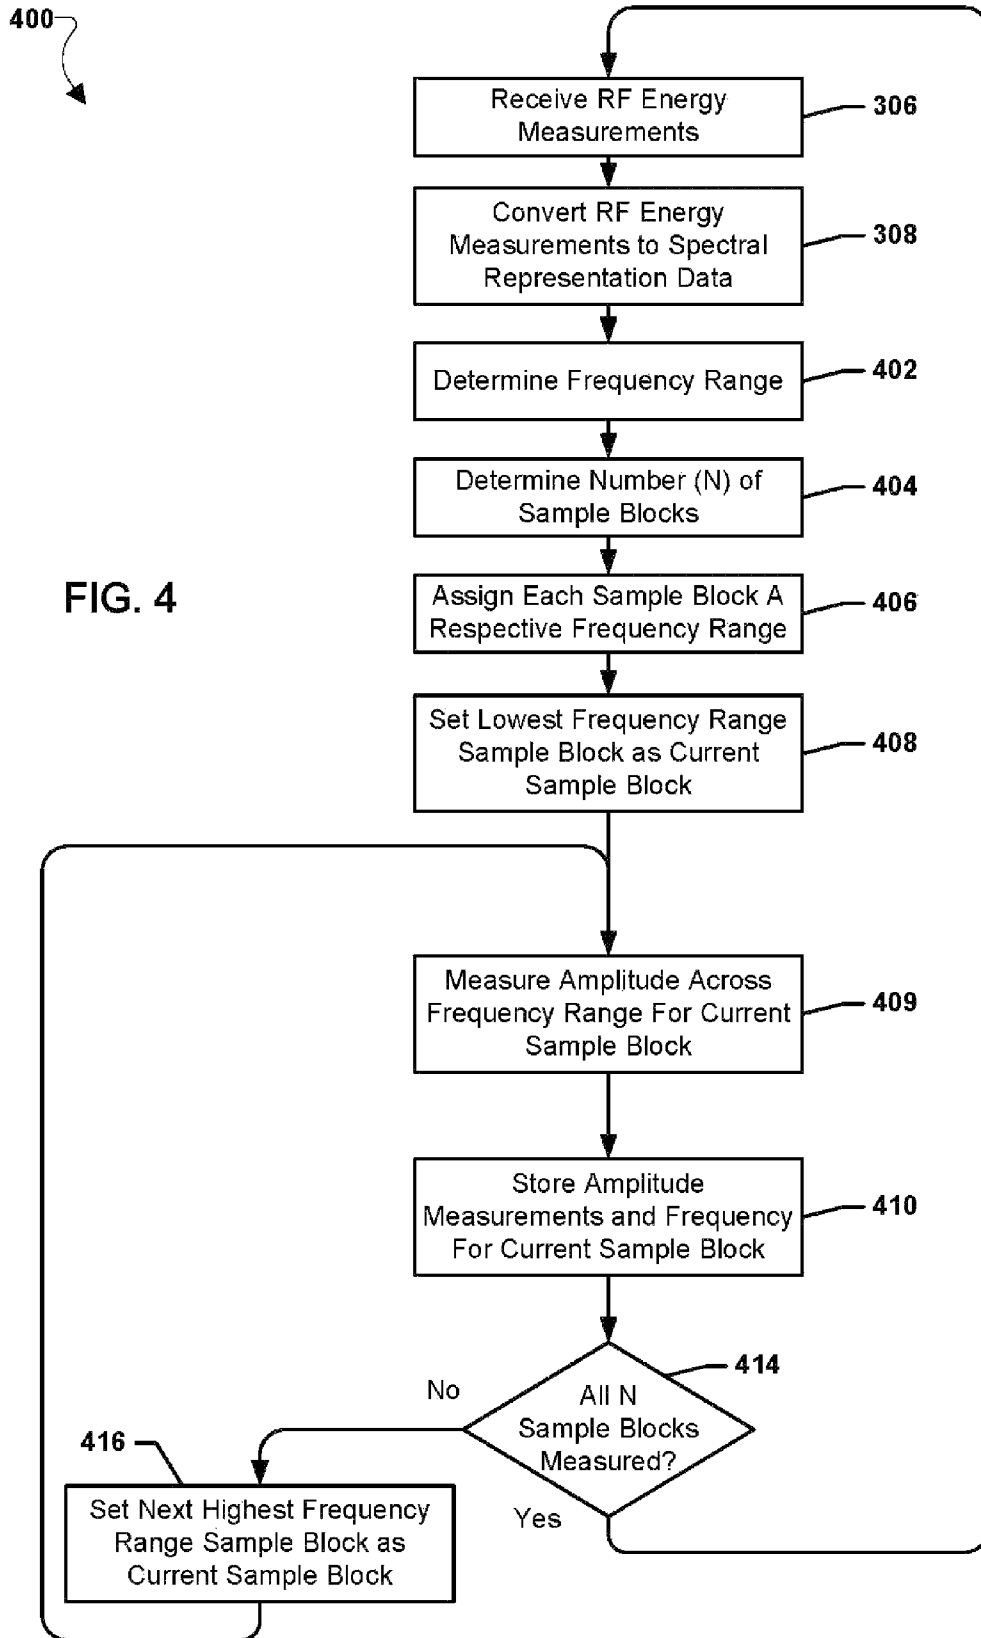 400
Receive RF Energy
Measurements
306
Convert RF Energy
Measurements to Spectral
Representation Data
308
Determine Frequency Range
402
Determine Number (N) of
Sample Blocks
404
FIG. 4
Assign Each Sample Block A
Respective Frequency Range
406
Set Lowest Frequency Range
Sample Block as Current
Sample Block
408
Measure Amplitude Across
Frequency Range For Current
Sample Block
409
Store Amplitude
Measurements and Frequency
For Current Sample Block
410
All N
Sample Blocks
Measured?
414
No
Yes
416
Set Next Highest Frequency
Range Sample Block as
Current Sample Block